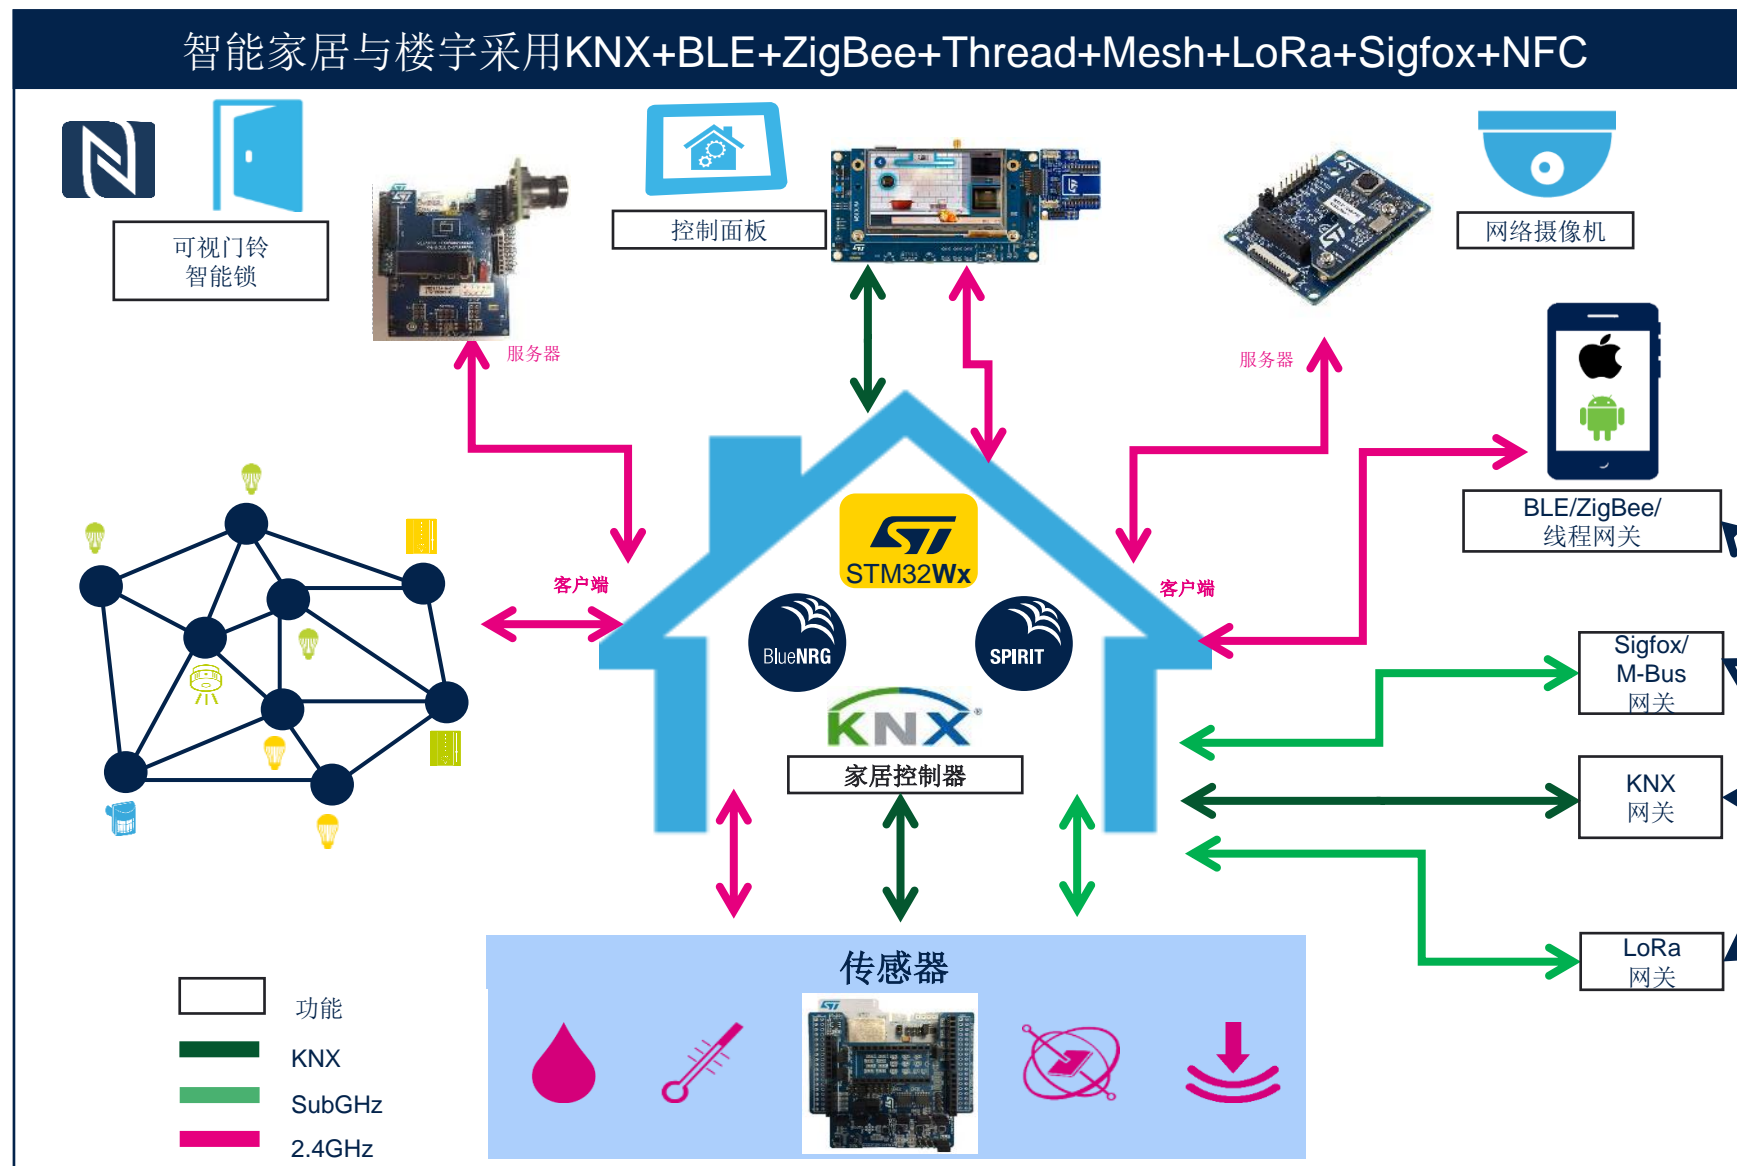 智能家居与楼宇采用KNX+BLE+ZigBee+Thread+Mesh+LoRa+Sigfox+NFC
可视门铃
智能锁
控制面板
网络摄像机
服务器
服务器
BLE/ZigBee/
线程网关
客户端
客户端
STM32Wx
BlueNRG
SPIRIT
KNX®
家居控制器
Sigfox/
M-Bus
网关
KNX
网关
LoRa
网关
传感器
功能
KNX
SubGHz
2.4GHz